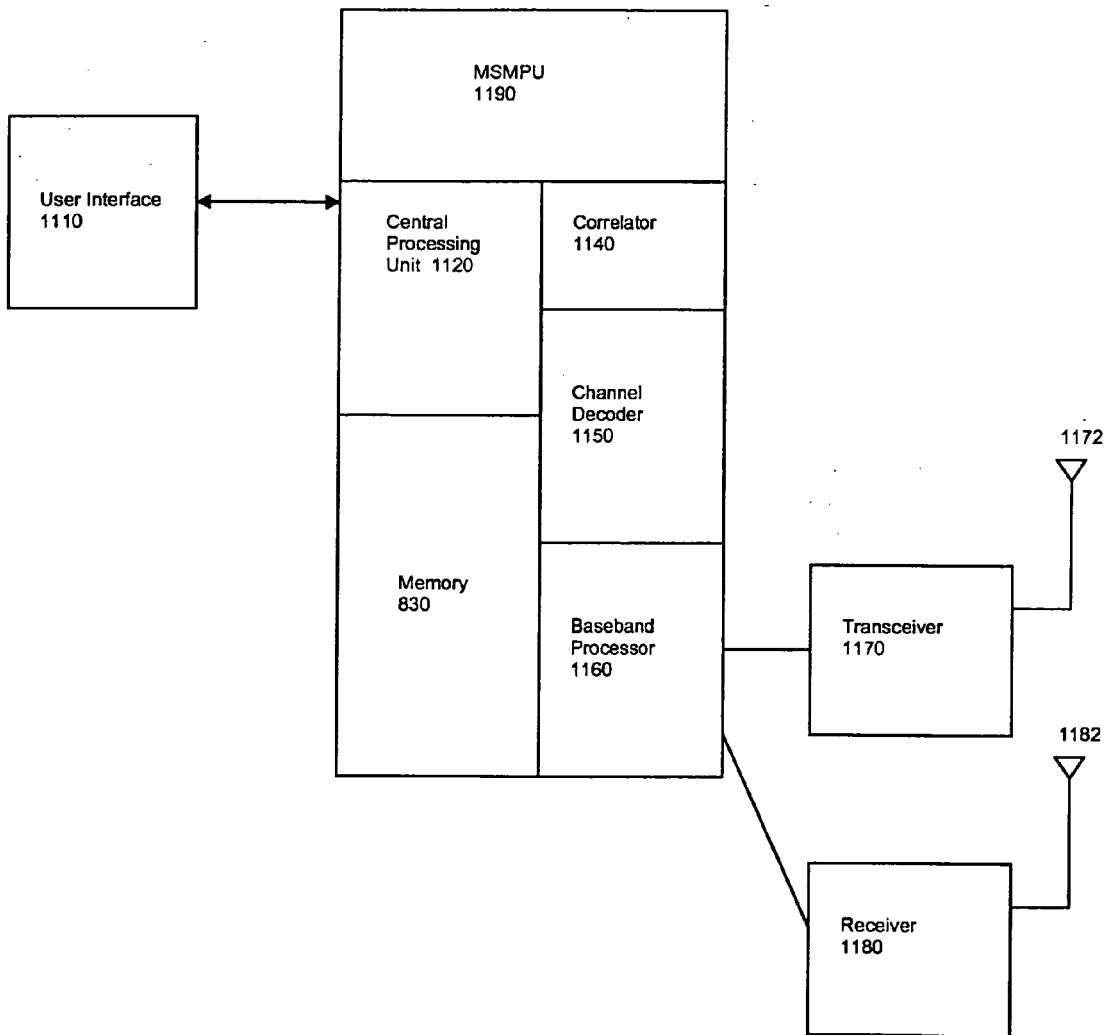 MSMPU
1190
User Interface
1110
Central
Processing
Unit 1120
Correlator
1140
Channel
Decoder
1150
1172
Memory
830
Baseband
Processor
1160
Transceiver
1170
1182
Receiver
1180